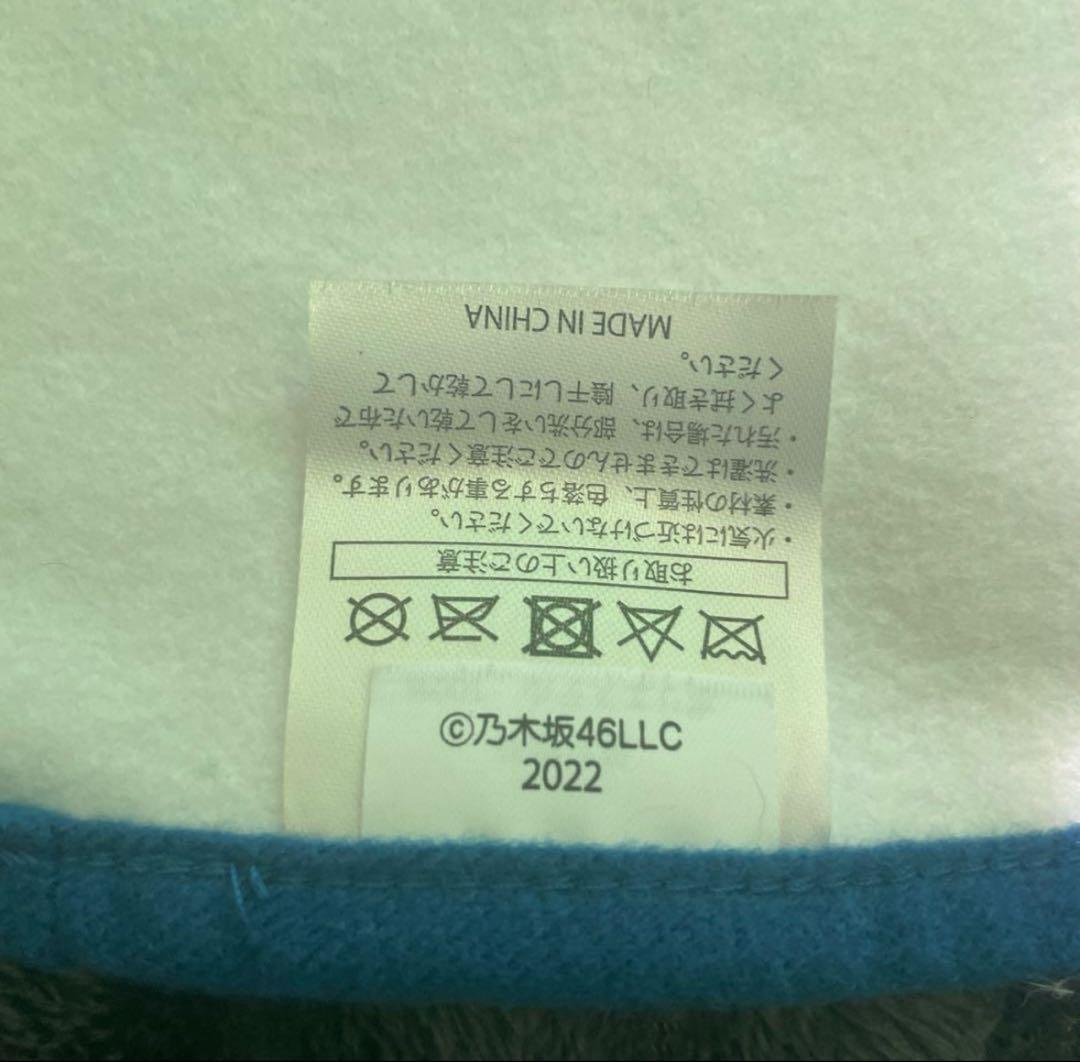 お取り扱い上のご注意
・火気には近づけないでください。
・素材の性質上、色落ちする事があります。
・洗濯はできませんのでご注意ください。
・汚れた場合は、部分洗いをして乾いた布で
よく拭き取り、陰干しにして乾かして
ください。
MADE IN CHINA
©乃木坂46LLC
2022